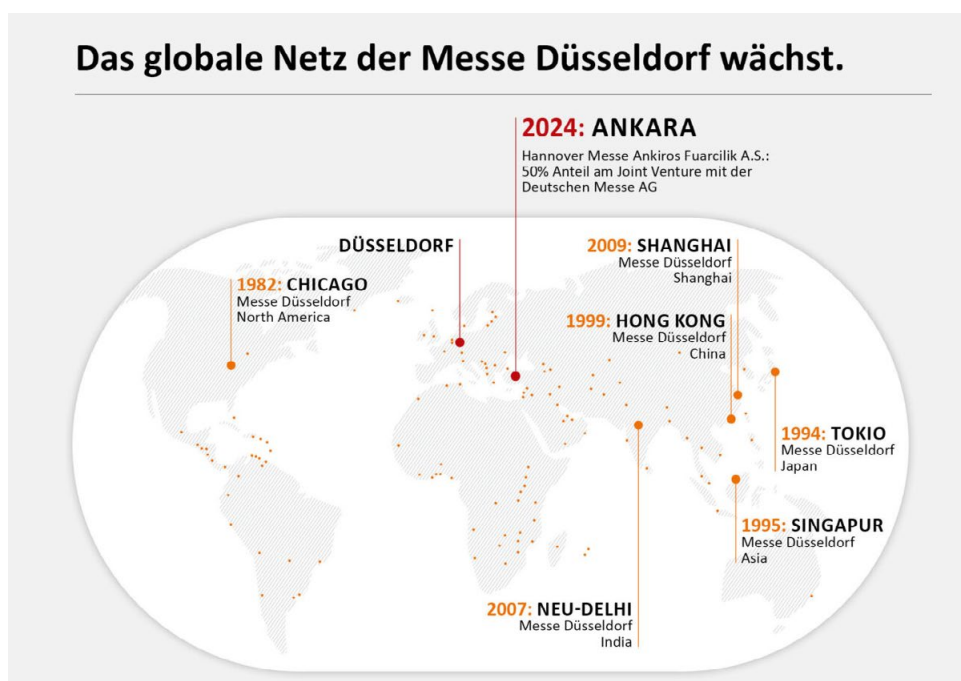 Das globale Netz der Messe Düsseldorf wächst.
2024: ANKARA
Hannover Messe Ankiros Fuarcilik A.S.:
50% Anteil am Joint Venture mit der
Deutschen Messe AG
DÜSSELDORF
2009: SHANGHAI
Messe Düsseldorf
Shanghai
1982: CHICAGO
Messe Düsseldorf
North America
1999: HONG KONG
Messe Düsseldorf
China
1994: TOKIO
Messe Düsseldorf
Japan
1995: SINGAPUR
Messe Düsseldorf
Asia
2007: NEU-DELHI
Messe Düsseldorf
India